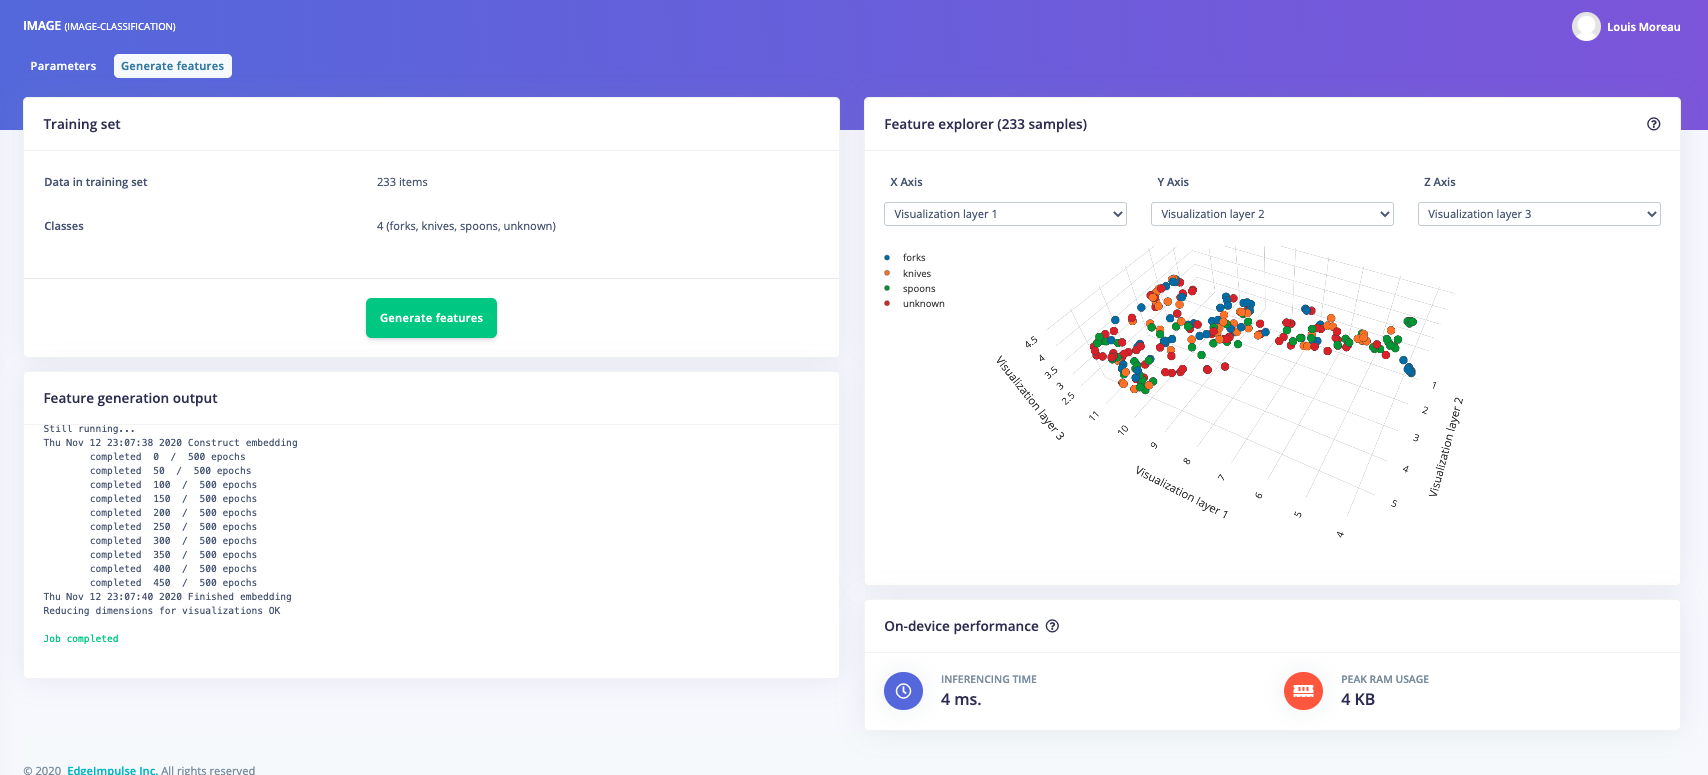 IMAGE (IMAGE-CLASSIFICATION)
Louis Moreau
Parameters
Generate features
Training set
Data in training set
233 items
Classes
4 (forks, knives, spoons, unknown)
Generate features
Feature generation output
Still running...
Thu Nov 12 23:07:38 2020 Construct embedding
completed 0 / 500 epochs
completed 50 / 500 epochs
completed 100 / 500 epochs
completed 150 / 500 epochs
completed 200 / 500 epochs
completed 250 / 500 epochs
completed 300 / 500 epochs
completed 350 / 500 epochs
completed 400 / 500 epochs
completed 450 / 500 epochs
Thu Nov 12 23:07:40 2020 Finished embedding
Reducing dimensions for visualizations OK
Job completed
Feature explorer (233 samples)
X Axis
Y Axis
Z Axis
Visualization layer 1
Visualization layer 2
Visualization layer 3
forks
knives
spoons
unknown
4.5
4
3.5
3
2.5
Visualization layer 3
11
10
9
8
7
6
5
4
Visualization layer 1
1
2
3
4
5
Visualization layer 2
On-device performance
INFERENCING TIME
4 ms.
PEAK RAM USAGE
4 KB
© 2020 EdgeImpulse Inc. All rights reserved